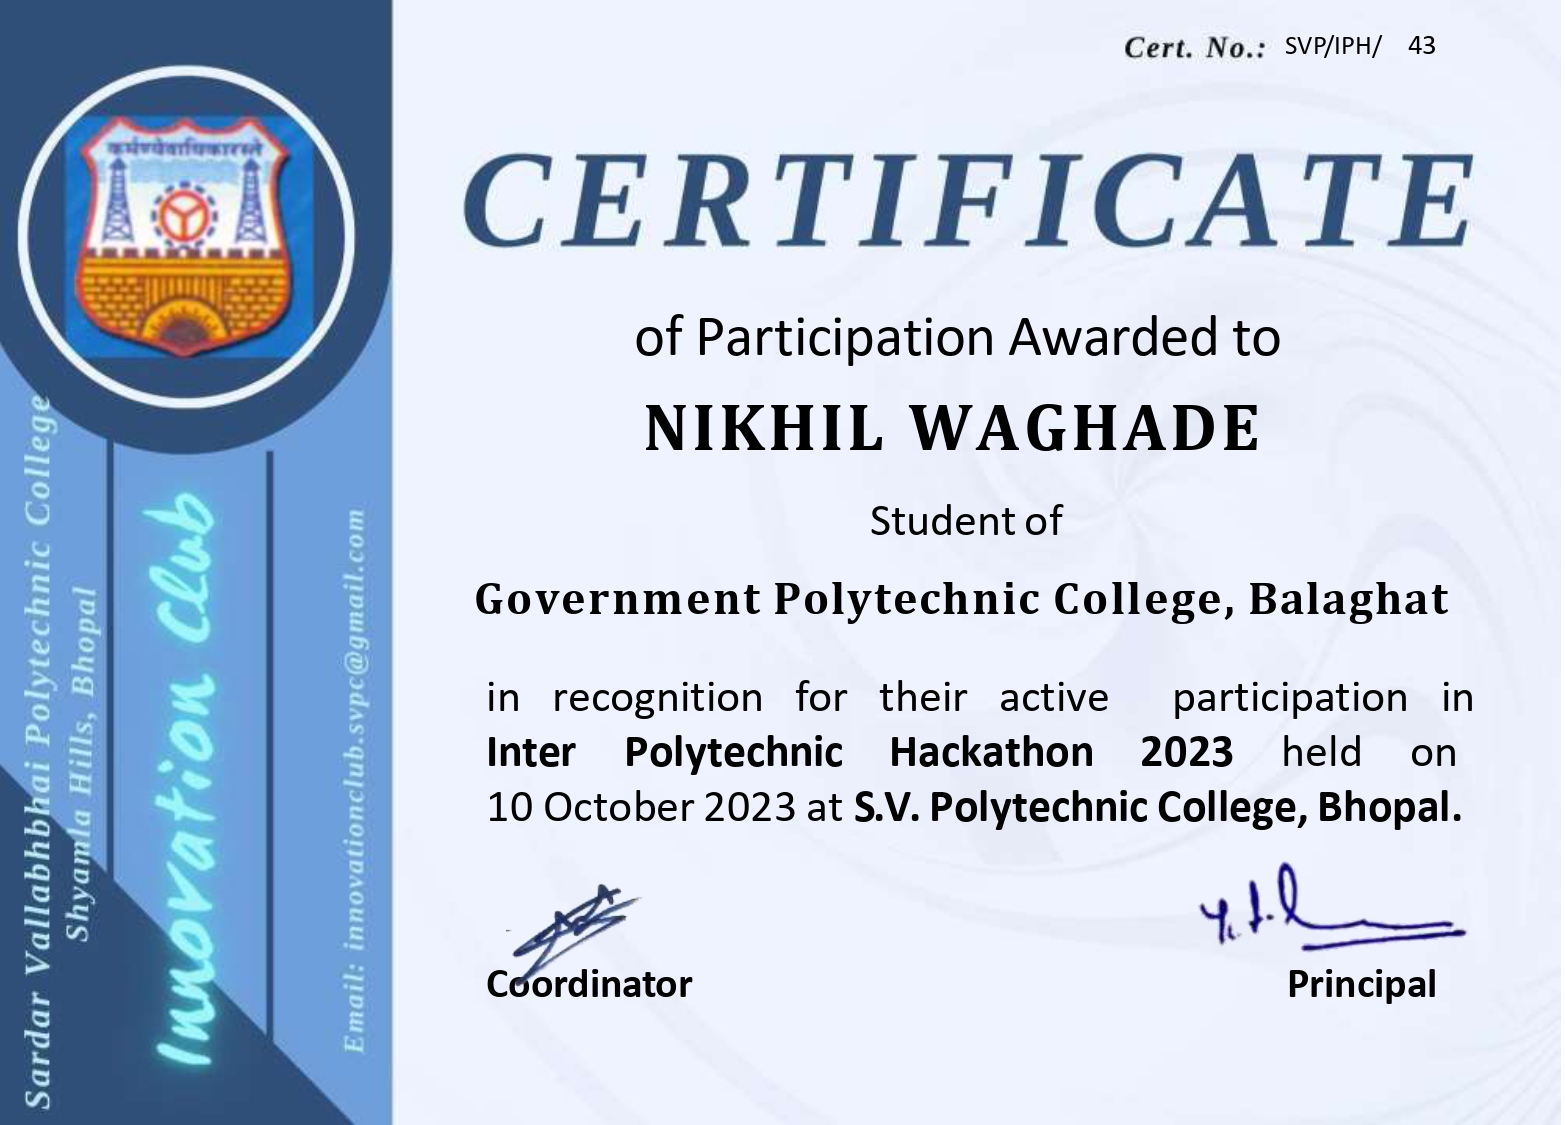 Cert. No.: SVP/IPH/ 43
कर्मण्येवाधिकारस्ते
CERTIFICATE
of Participation Awarded to
NIKHIL WAGHADE
Student of
Government Polytechnic College, Balaghat
in recognition for their active participation in
Inter Polytechnic Hackathon 2023 held on
10 October 2023 at S.V. Polytechnic College, Bhopal.
Coordinator
Principal
Sardar Vallabhbhai Polytechnic College
Shyamla Hills, Bhopal
Innovation Club
Email: innovationclub.svpc@gmail.com